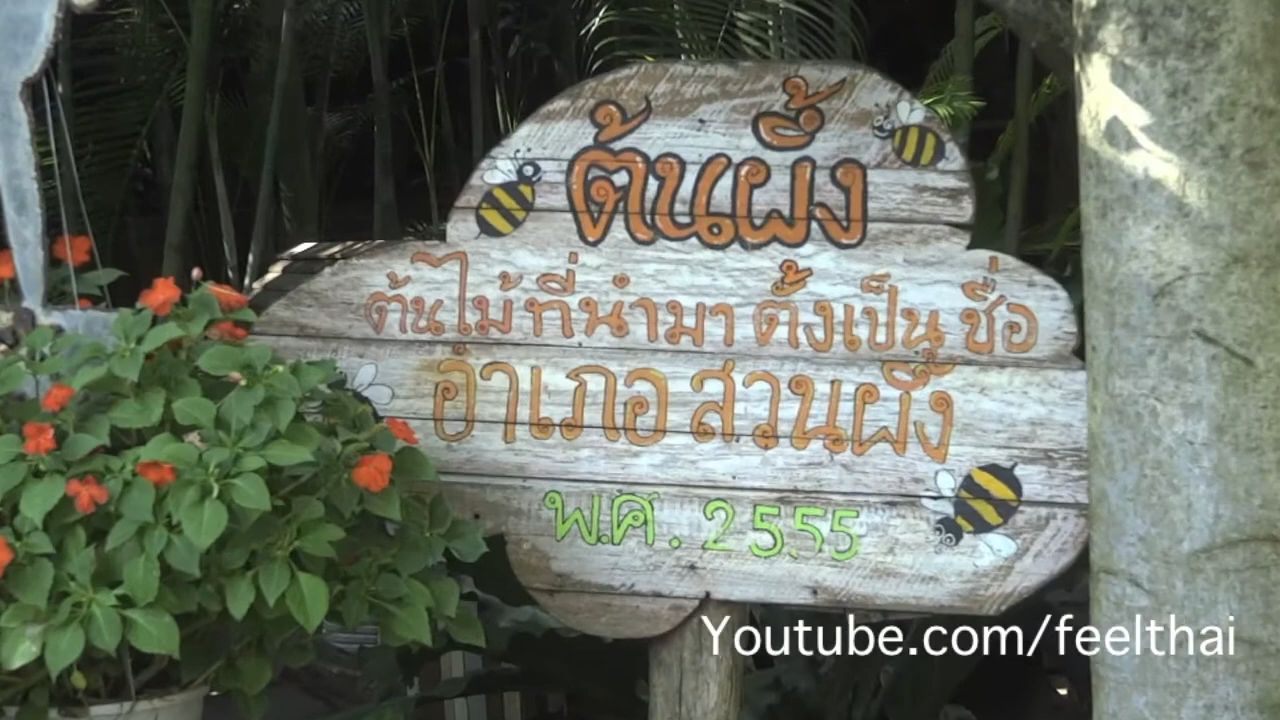 ต้นผึ้ง
ต้นไม้ที่นำมา ตั้งเป็น ชื่อ
อำเภอ สวนผึ้ง
พ.ศ. 2555
Youtube.com/feelthai